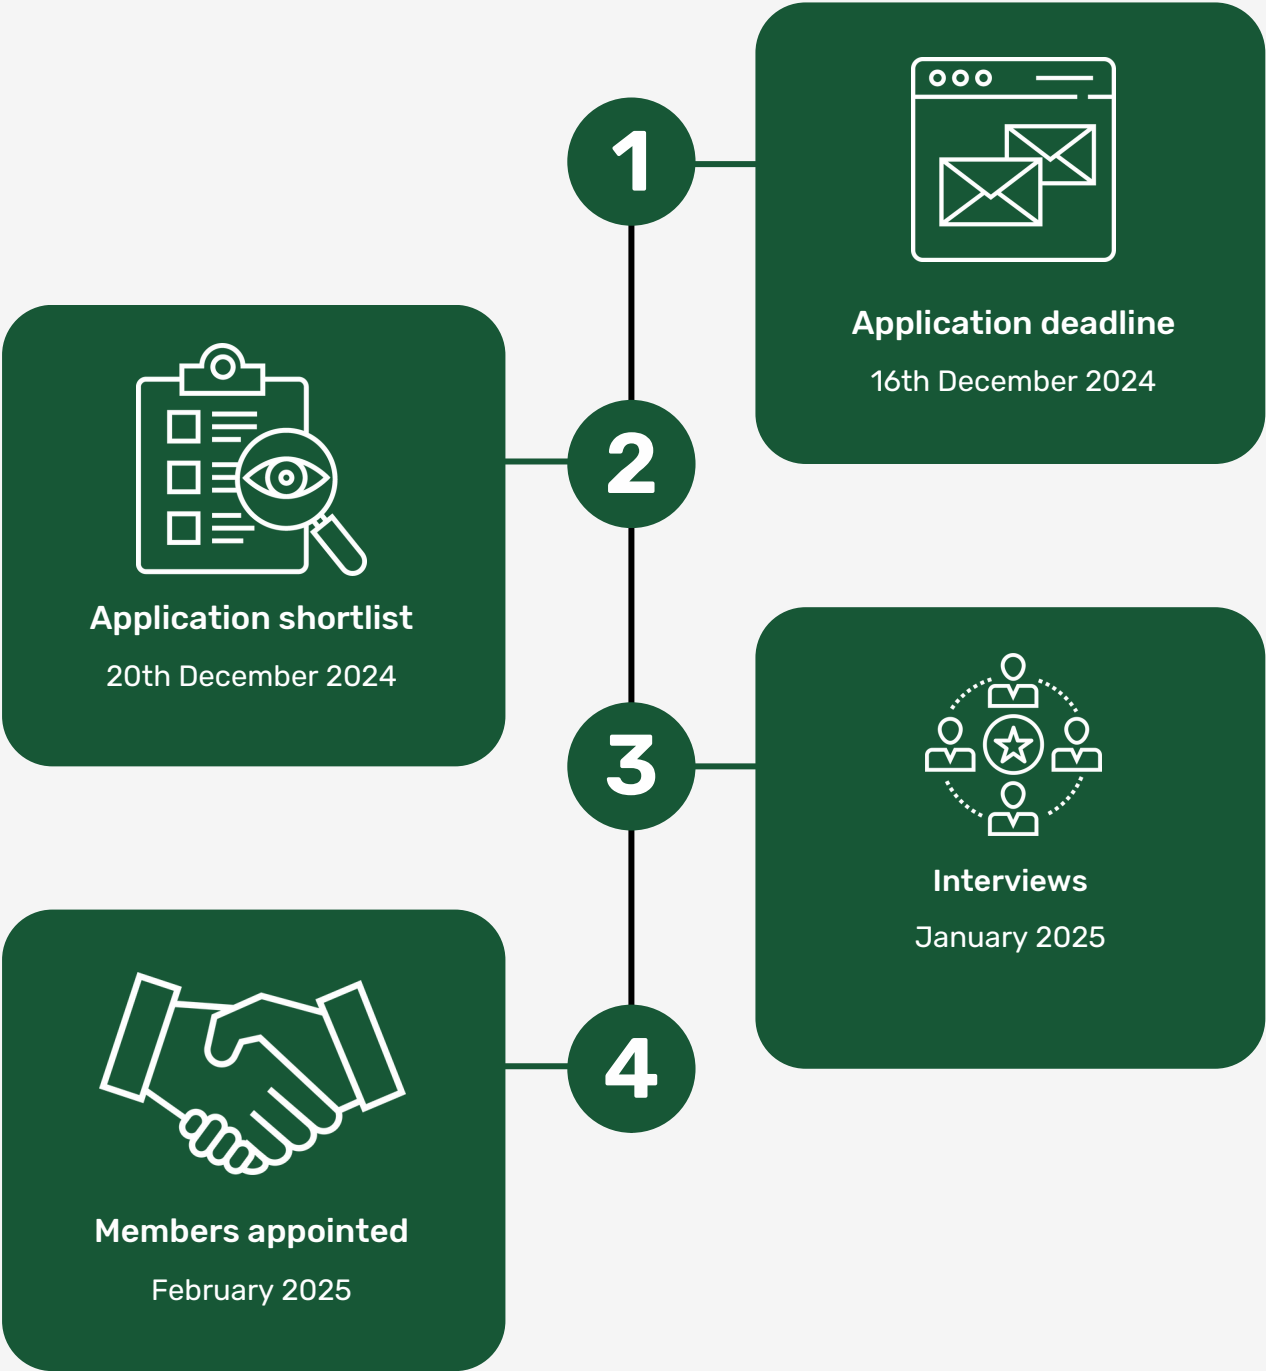 1
Application deadline
16th December 2024
2
Application shortlist
20th December 2024
3
Interviews
January 2025
4
Members appointed
February 2025